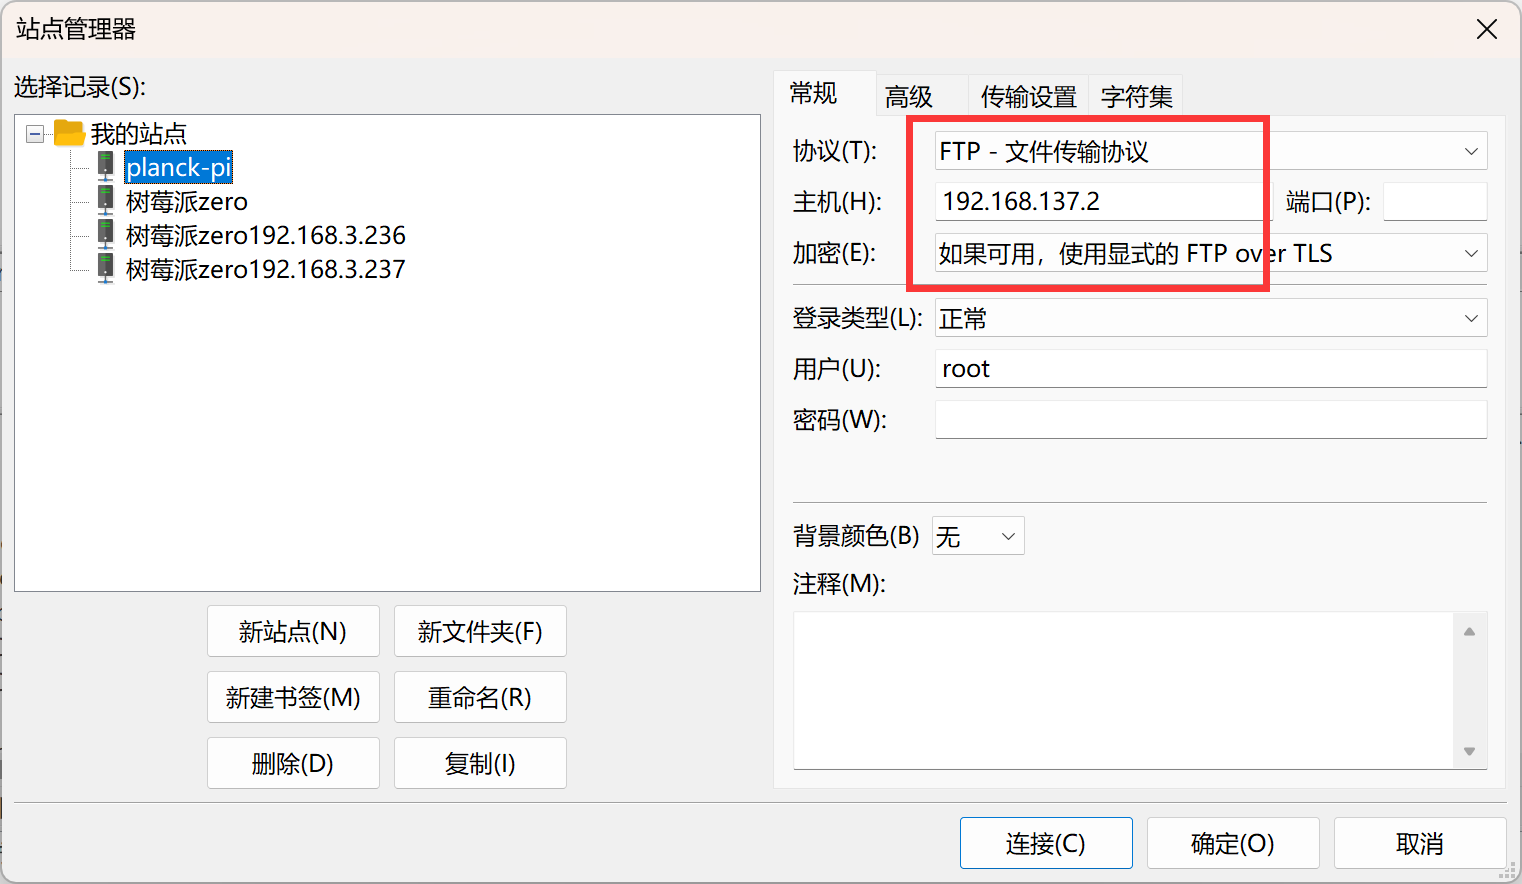 站点管理器
选择记录(S):
我的站点
planck-pi
树莓派zero
树莓派zero192.168.3.236
树莓派zero192.168.3.237
新站点(N) 新文件夹(F)
新建书签(M) 重命名(R)
删除(D) 复制(I)
常规 高级 传输设置 字符集
协议(T): FTP - 文件传输协议
主机(H): 192.168.137.2 端口(P):
加密(E): 如果可用，使用显式的 FTP over TLS
登录类型(L): 正常
用户(U): root
密码(W):
背景颜色(B) 无
注释(M):
连接(C) 确定(O) 取消